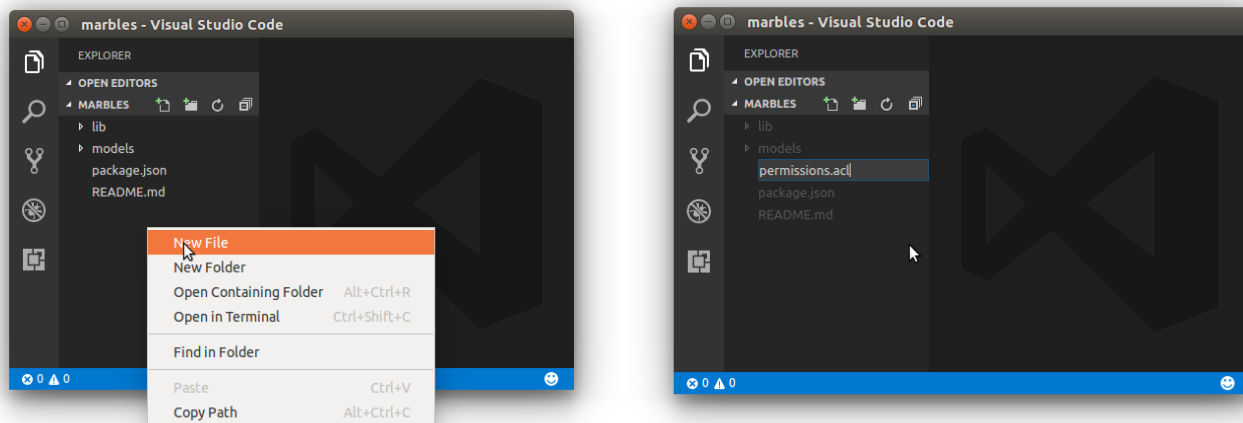 marbles - Visual Studio Code
EXPLORER
OPEN EDITORS
MARBLES
lib
models
package.json
README.md
New File
New Folder
Open Containing Folder Alt+Ctrl+R
Open in Terminal Ctrl+Shift+C
Find in Folder
Paste Ctrl+V
Copy Path Alt+Ctrl+C
0 0
marbles - Visual Studio Code
EXPLORER
OPEN EDITORS
MARBLES
lib
models
permissions.acl
package.json
README.md
0 0